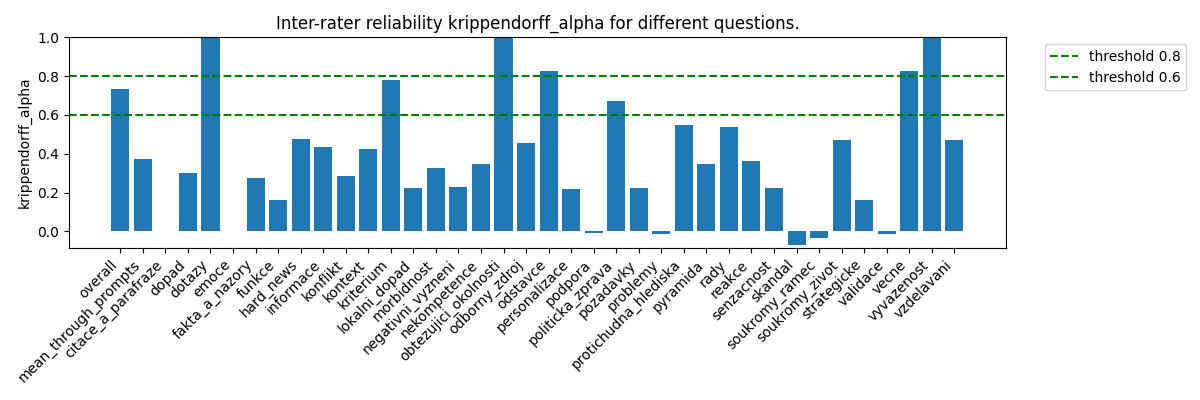 Inter-rater reliability krippendorff_alpha for different questions.
krippendorff_alpha
1.0
0.8
0.6
0.4
0.2
0.0
threshold 0.8
threshold 0.6
overall
mean_through_prompts
citace_a_parafraze
dopad
dotazy
emoce
fakta_a_nazory
funkce
hard_news
informace
konflikt
kontext
kriterium
lokalni_dopad
morbidnost
negativni_vyzneni
nekompetence
obtezujici_okolnosti
odborny_zdroj
odstavce
personalizace
podpora
politicka_zprava
pozadavky
problemy
protichudna_hlediska
pyramida
rady
reakce
senzacnost
skandal
soukromy_ramec
soukromy_zivot
strategicke
validace
vecne
vyvazenost
vzdelavani